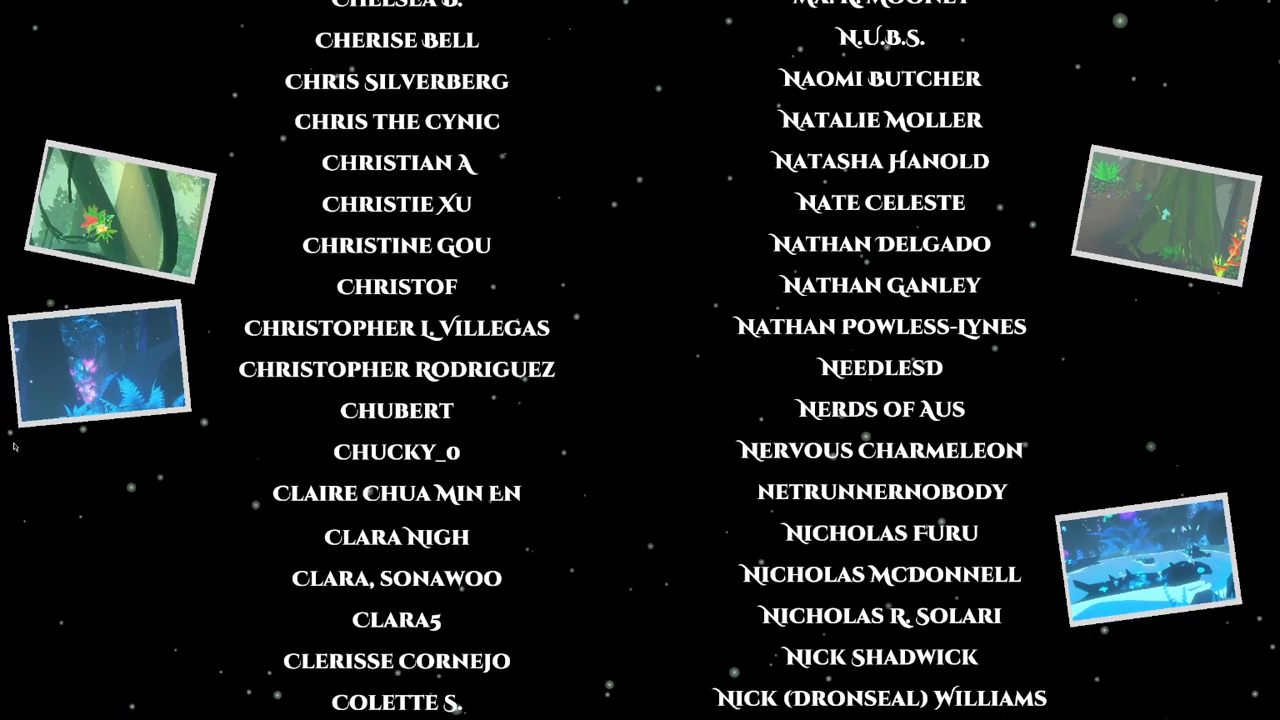 CHELSEA B.
CHERISE BELL
CHRIS SILVERBERG
CHRIS THE CYNIC
CHRISTIAN A
CHRISTIE XU
CHRISTINE GOU
CHRISTOF
CHRISTOPHER L. VILLEGAS
CHRISTOPHER RODRIGUEZ
CHUBERT
CHUCKY_0
CLAIRE CHUA MIN EN
CLARA NIGH
CLARA, SONAWOO
CLARA5
CLERISSE CORNEJO
COLETTE S.
MooNEY
N.U.B.S.
NAOMI BUTCHER
NATALIE MOLLER
NATASHA HANOLD
NATE CELESTE
NATHAN DELGADO
NATHAN GANLEY
NATHAN POWLESS-LYNES
NEEDLESD
NERDS OF AUS
NERVOUS CHARMELEON
NETRUNNERNOBODY
NICHOLAS FURU
NICHOLAS MCDONNELL
NICHOLAS R. SOLARI
NICK SHADWICK
NICK (DRONSEAL) WILLIAMS